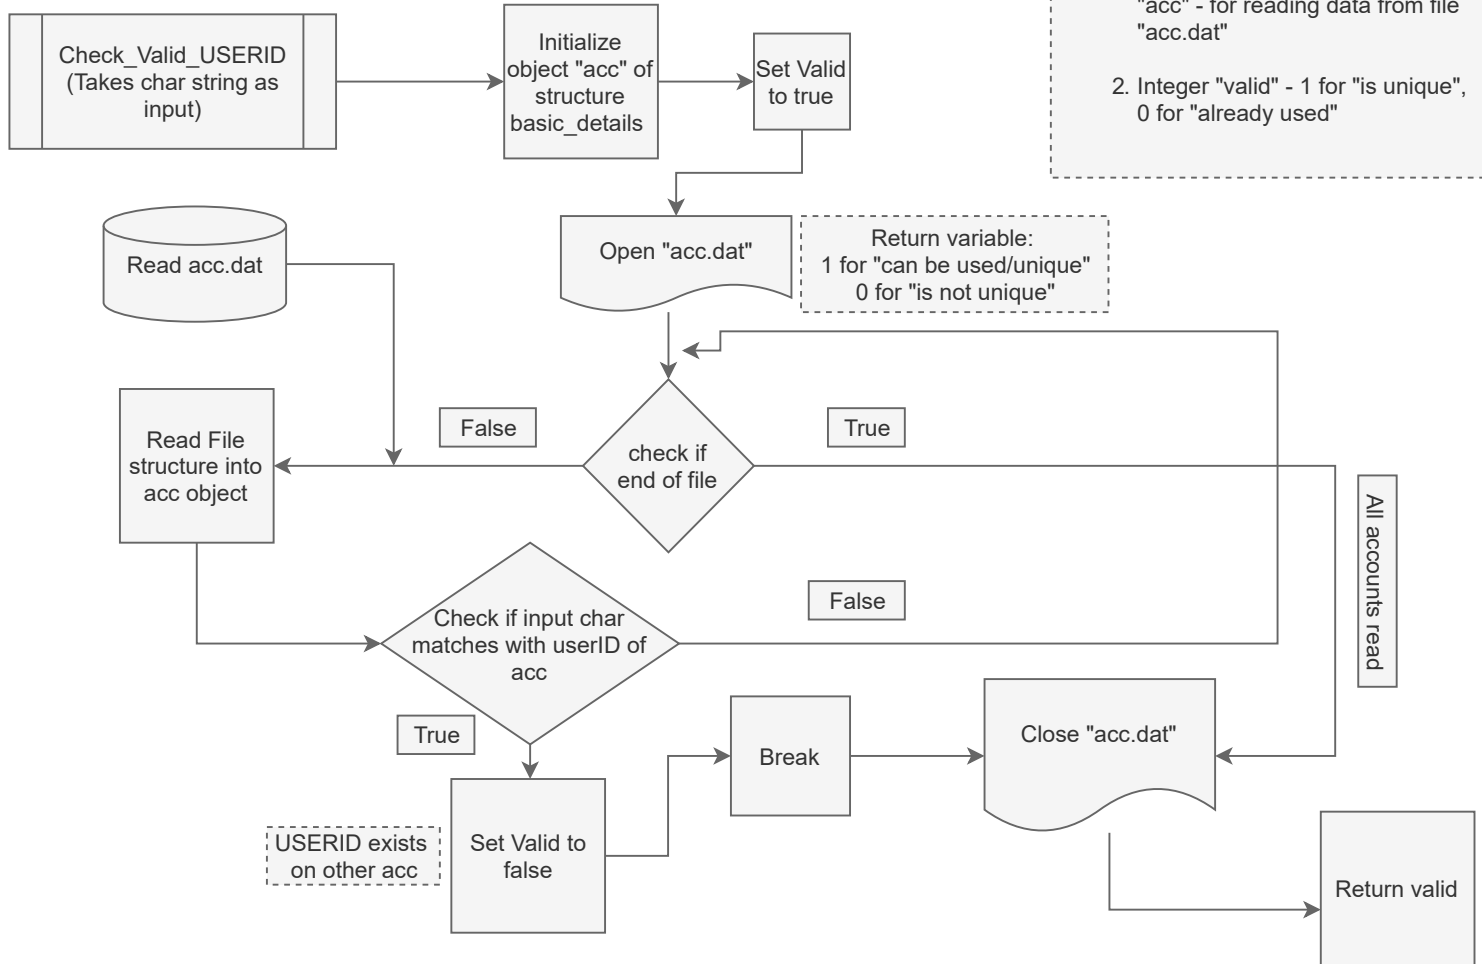 "acc" - for reading data from file
"acc.dat"
2. Integer "valid" - 1 for "is unique",
0 for "already used"
Check_Valid_USERID
(Takes char string as
input)
Initialize
object "acc" of
structure
basic_details
Set Valid
to true
Read acc.dat
Open "acc.dat"
Return variable:
1 for "can be used/unique"
0 for "is not unique"
Read File
structure into
acc object
False
check if
end of file
True
All accounts read
Check if input char
matches with userID of
acc
False
True
USERID exists
on other acc
Set Valid to
false
Break
Close "acc.dat"
Return valid